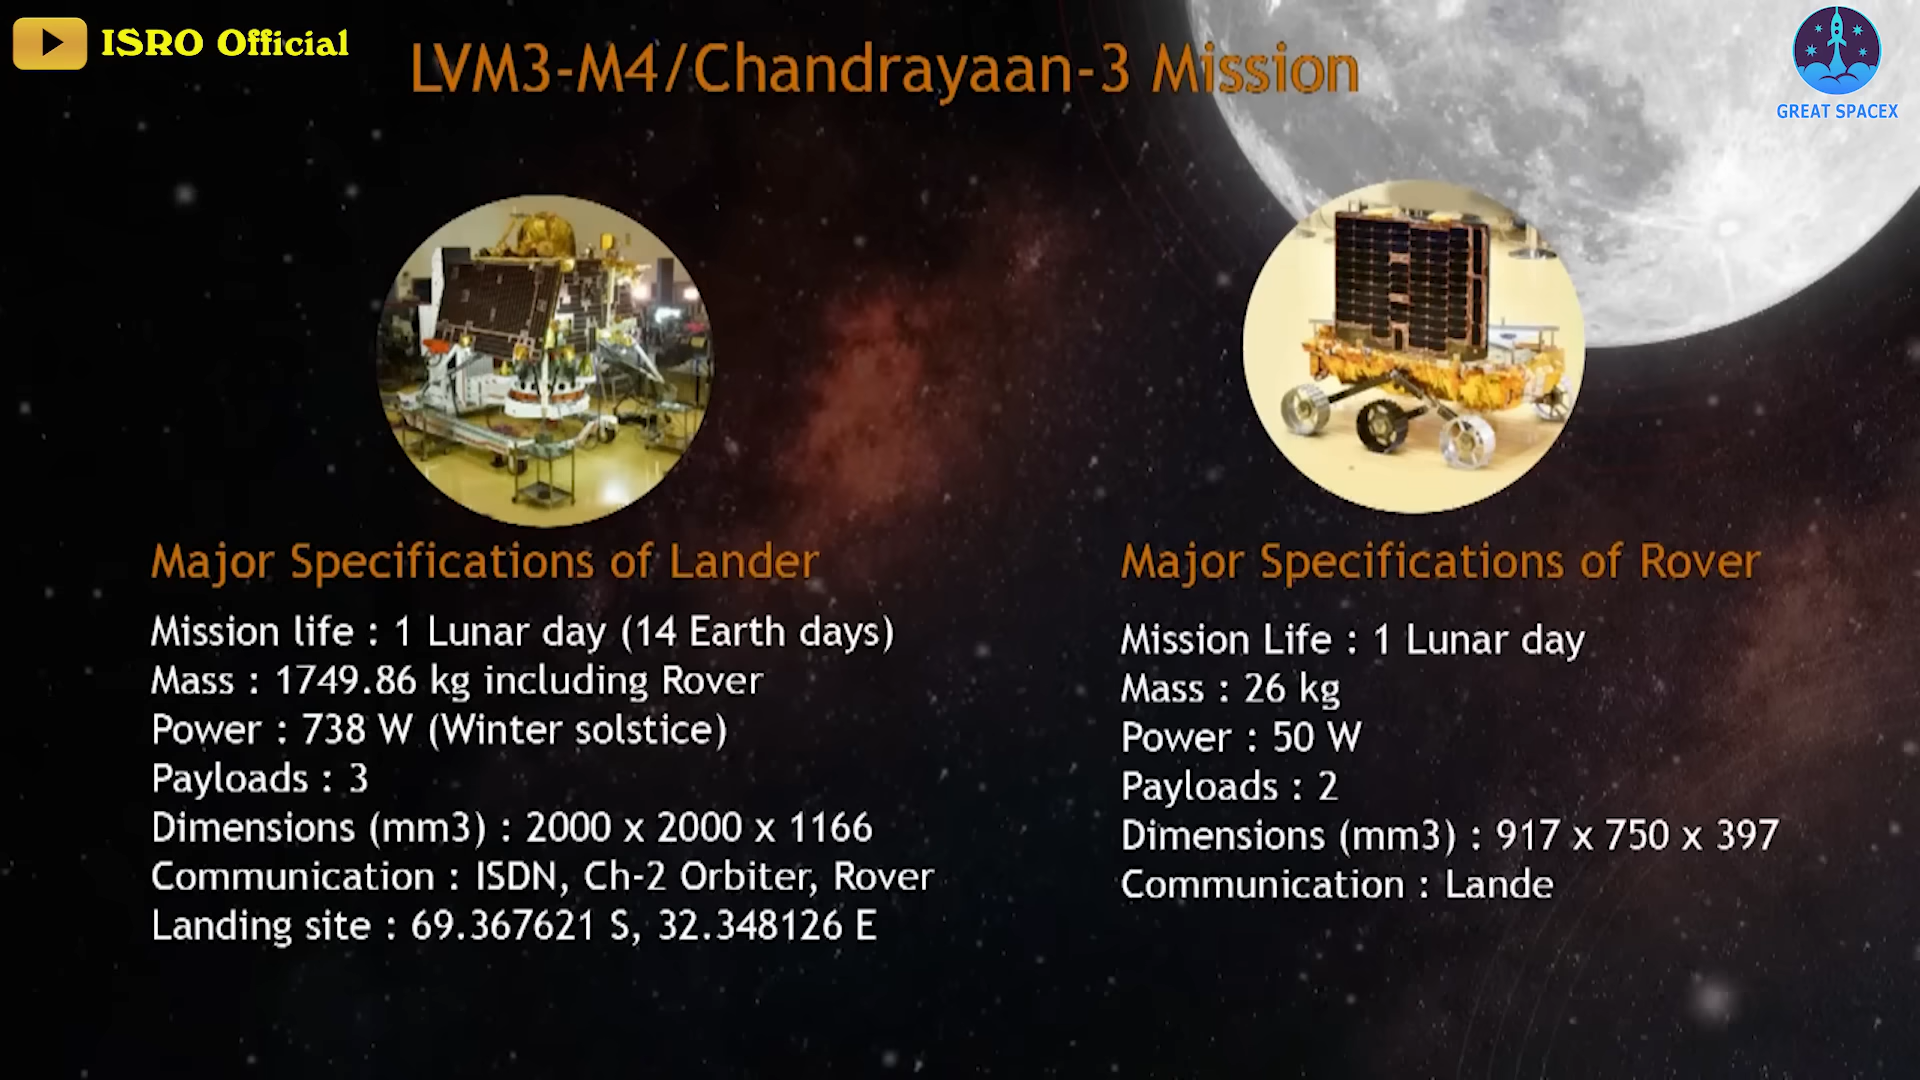 ISRO Official
LVM3-M4/Chandrayaan-3 Mission
GREAT SPACEX
Major Specifications of Lander
Mission life : 1 Lunar day (14 Earth days)
Mass : 1749.86 kg including Rover
Power : 738 W (Winter solstice)
Payloads : 3
Dimensions (mm3) : 2000 x 2000 x 1166
Communication : ISDN, Ch-2 Orbiter, Rover
Landing site : 69.367621 S, 32.348126 E
Major Specifications of Rover
Mission Life : 1 Lunar day
Mass : 26 kg
Power : 50 W
Payloads : 2
Dimensions (mm3) : 917 x 750 x 397
Communication : Lande